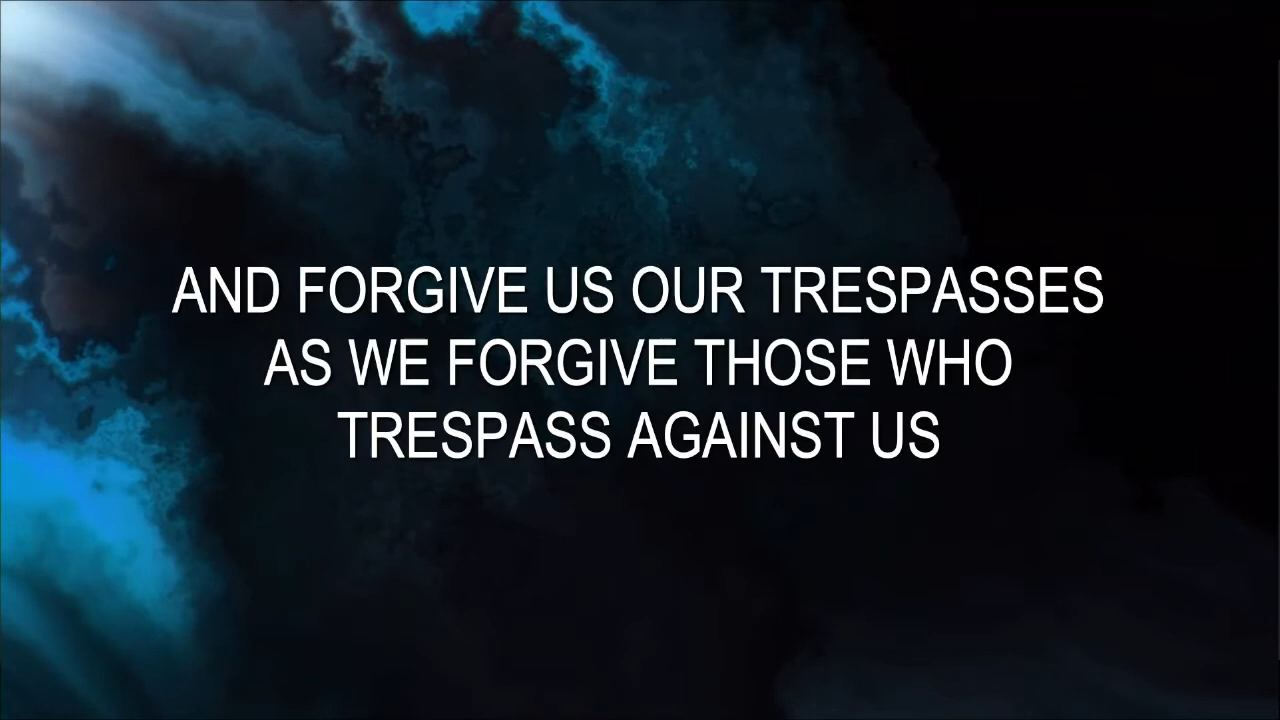 AND FORGIVE US OUR TRESPASSES
AS WE FORGIVE THOSE WHO
TRESPASS AGAINST US